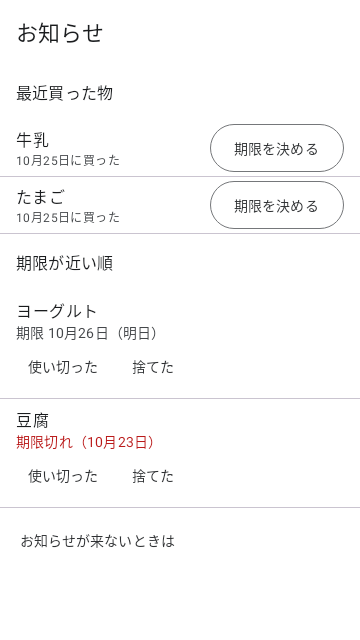 お知らせ
最近買った物
牛乳
10月25日に買った
期限を決める
たまご
10月25日に買った
期限を決める
期限が近い順
ヨーグルト
期限 10月26日（明日）
使い切った 捨てた
豆腐
期限切れ（10月23日）
使い切った 捨てた
お知らせが来ないときは